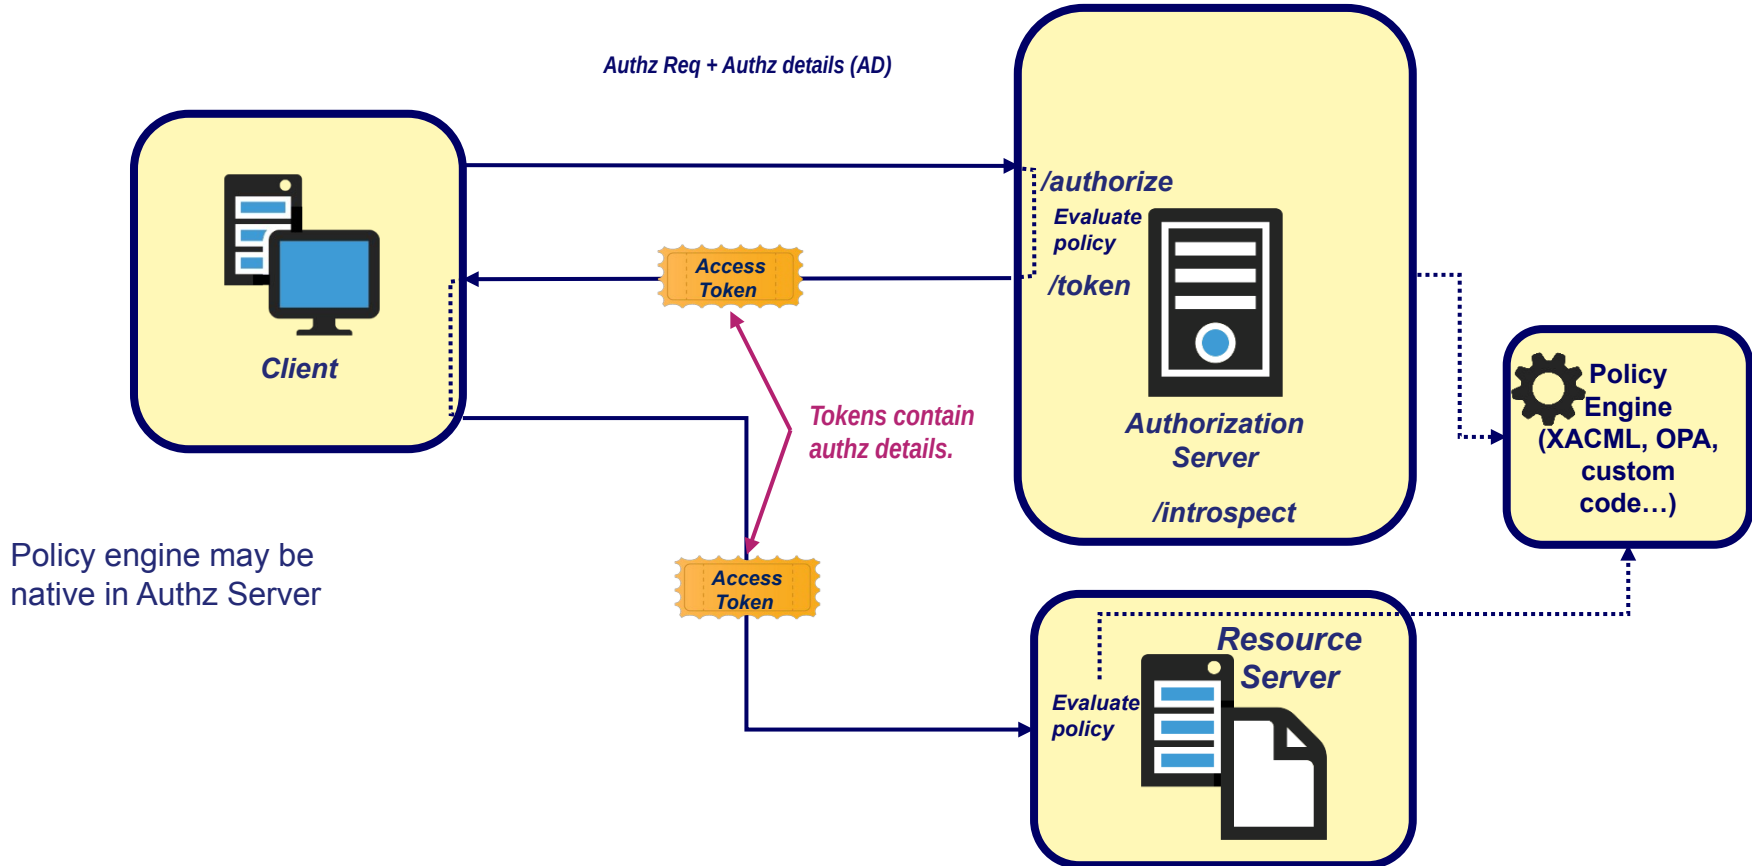 Authz Req + Authz details (AD)
/authorize
Evaluate
policy
/token
Access
Token
Client
Authorization
Server
/introspect
Policy
Engine
(XACML, OPA,
custom
code…)
Tokens contain
authz details.
Policy engine may be
native in Authz Server
Access
Token
Resource
Server
Evaluate
policy